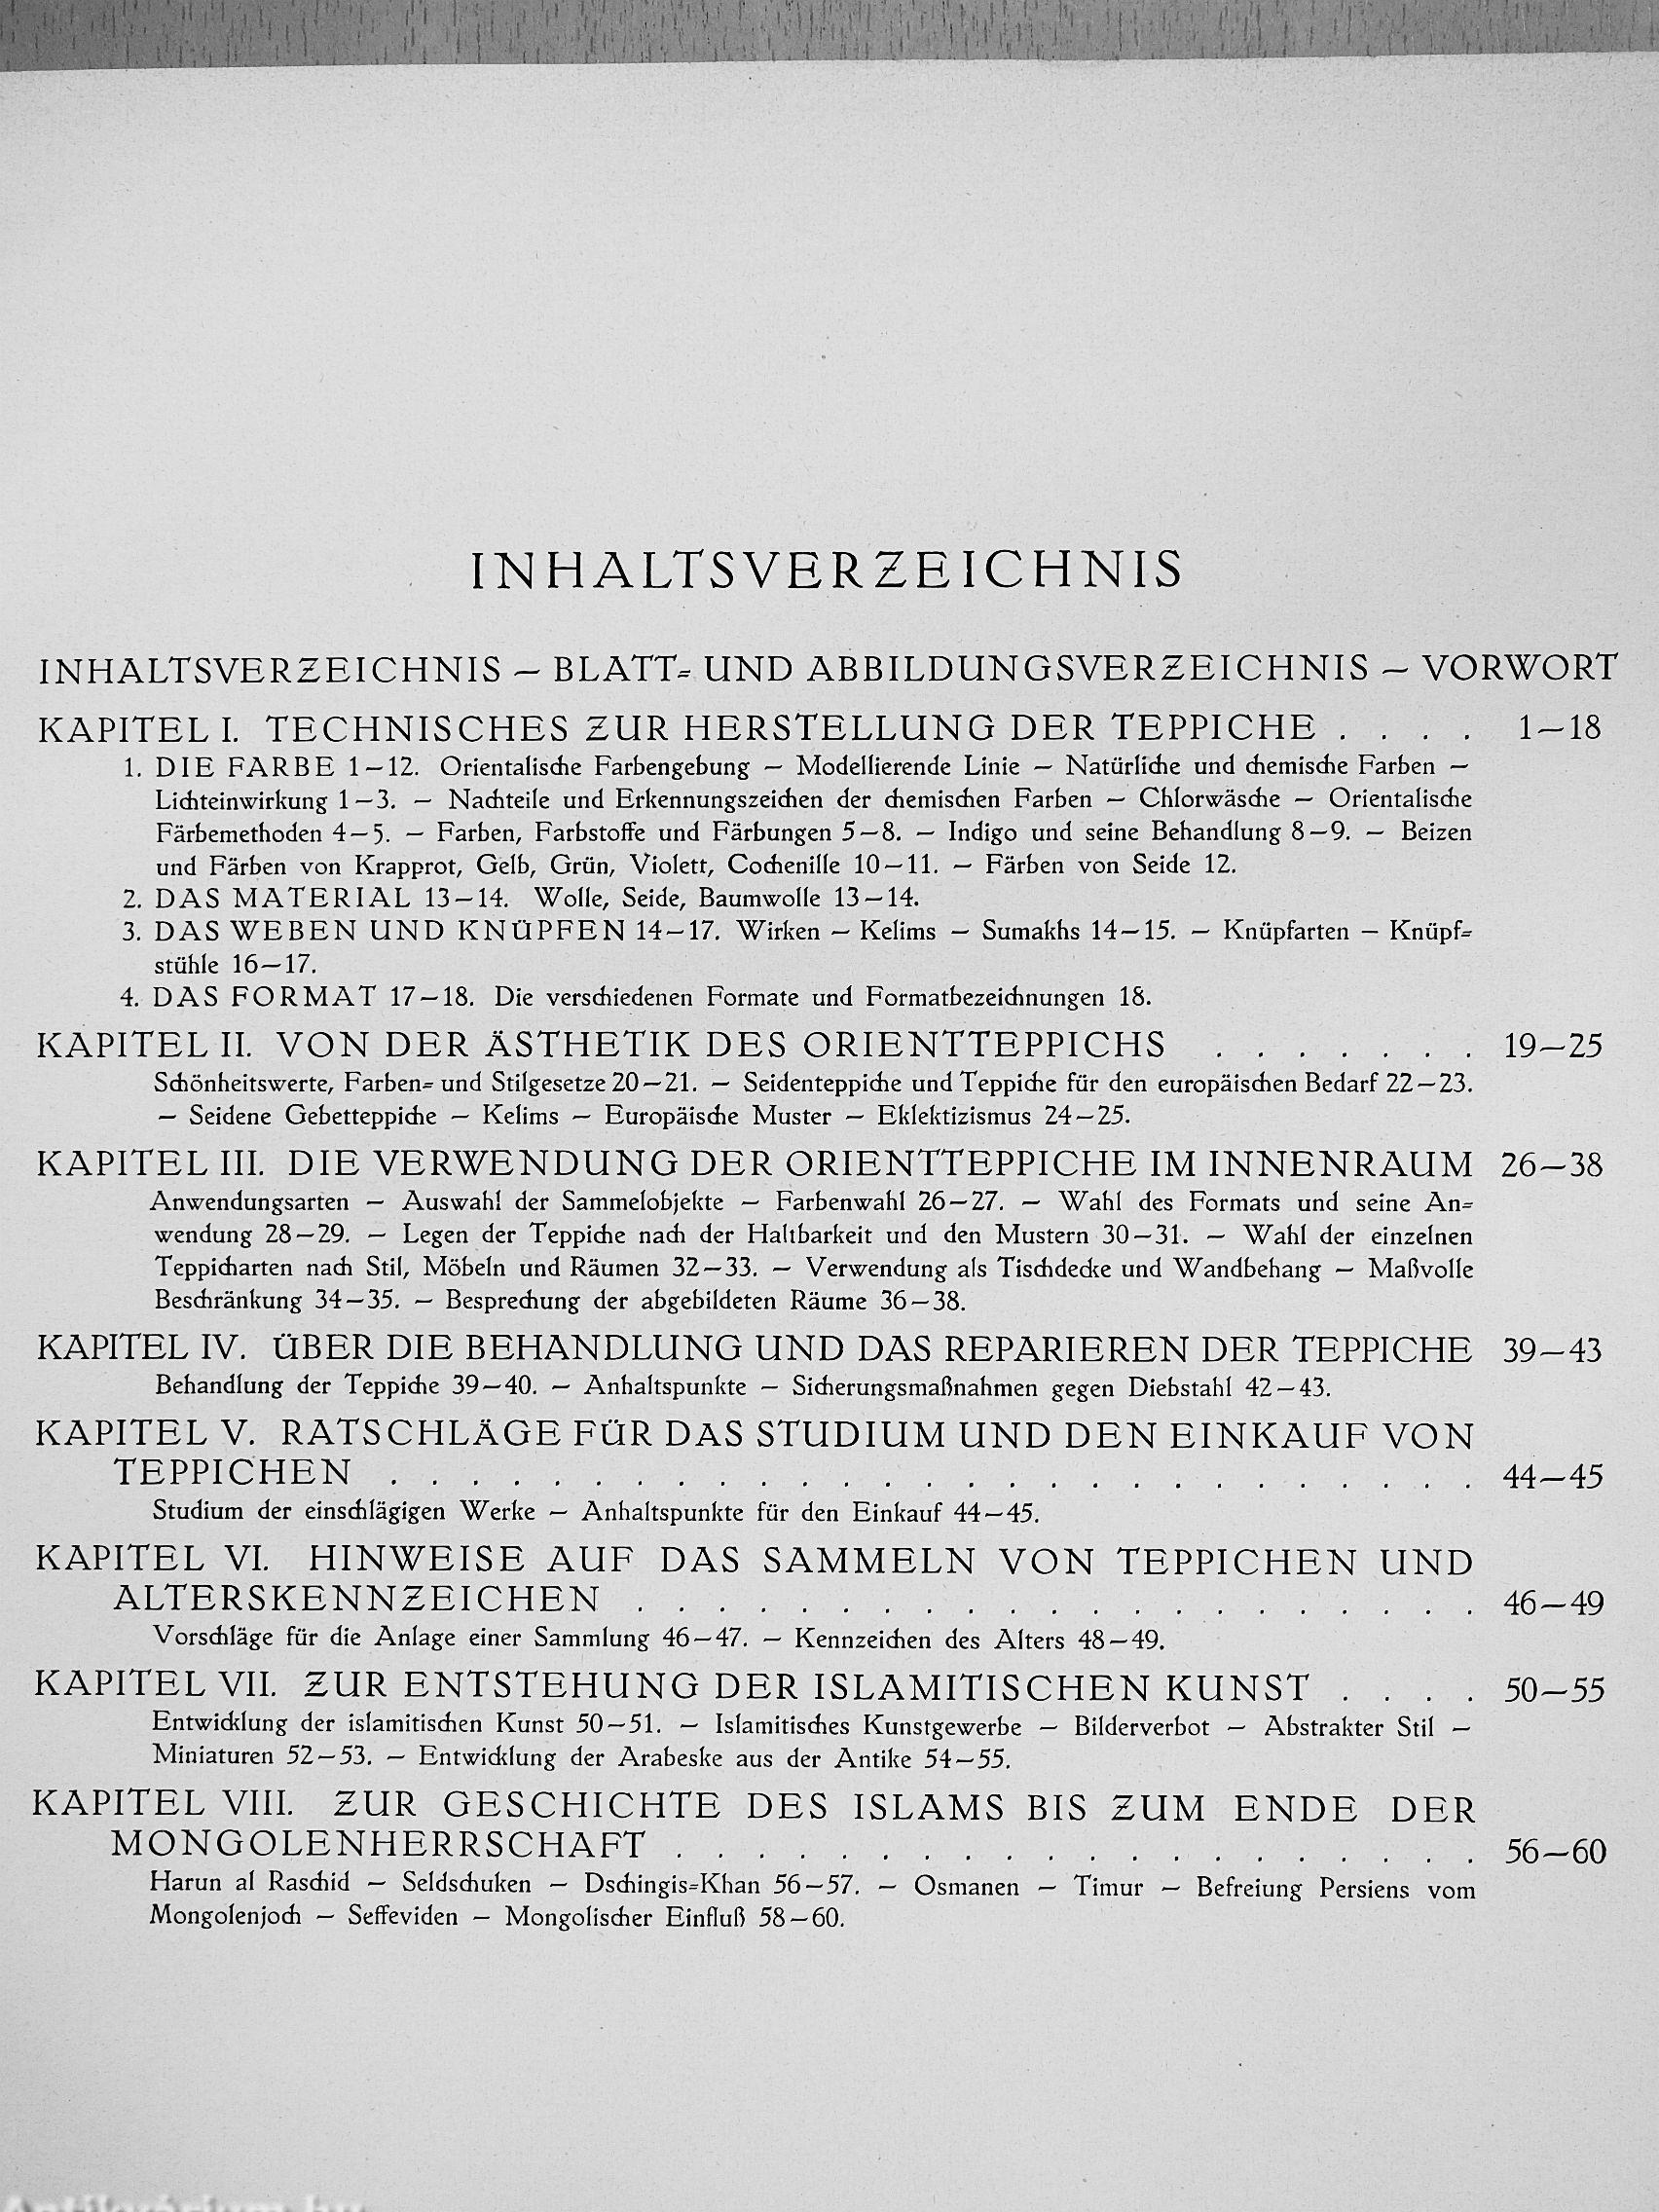 INHALTSVERZEICHNIS
INHALTSVERZEICHNIS – BLATT- UND ABBILDUNGSVERZEICHNIS – VORWORT
KAPITEL I. TECHNISCHES ZUR HERSTELLUNG DER TEPPICHE . . . . 1–18
1. DIE FARBE 1–12. Orientalische Farbengebung – Modellierende Linie – Natürliche und chemische Farben –
Lichteinwirkung 1–3. – Nachteile und Erkennungszeichen der chemischen Farben – Chlorwäsche – Orientalische
Färbemethoden 4–5. – Farben, Farbstoffe und Färbungen 5–8. – Indigo und seine Behandlung 8–9. – Beizen
und Färben von Krapprot, Gelb, Grün, Violett, Cochenille 10–11. – Färben von Seide 12.
2. DAS MATERIAL 13–14. Wolle, Seide, Baumwolle 13–14.
3. DAS WEBEN UND KNÜPFEN 14–17. Wirken – Kelims – Sumakhs 14–15. – Knüpfarten – Knüpf-
stühle 16–17.
4. DAS FORMAT 17–18. Die verschiedenen Formate und Formatbezeichnungen 18.
KAPITEL II. VON DER ÄSTHETIK DES ORIENTTEPPICHS . . . . . . . 19–25
Schönheitswerte, Farben- und Stilgesetze 20–21. – Seidenteppiche und Teppiche für den europäischen Bedarf 22–23.
– Seidene Gebetteppiche – Kelims – Europäische Muster – Eklektizismus 24–25.
KAPITEL III. DIE VERWENDUNG DER ORIENTTEPPICHE IM INNENRAUM 26–38
Anwendungsarten – Auswahl der Sammelobjekte – Farbenwahl 26–27. – Wahl des Formats und seine An-
wendung 28–29. – Legen der Teppiche nach der Haltbarkeit und den Mustern 30–31. – Wahl der einzelnen
Teppicharten nach Stil, Möbeln und Räumen 32–33. – Verwendung als Tischdecke und Wandbehang – Maßvolle
Beschränkung 34–35. – Besprechung der abgebildeten Räume 36–38.
KAPITEL IV. ÜBER DIE BEHANDLUNG UND DAS REPARIEREN DER TEPPICHE 39–43
Behandlung der Teppiche 39–40. – Anhaltspunkte – Sicherungsmaßnahmen gegen Diebstahl 42–43.
KAPITEL V. RATSCHLÄGE FÜR DAS STUDIUM UND DEN EINKAUF VON
TEPPICHEN . . . . . . . . . . . . . . . . . . . . . . . . . . . 44–45
Studium der einschlägigen Werke – Anhaltspunkte für den Einkauf 44–45.
KAPITEL VI. HINWEISE AUF DAS SAMMELN VON TEPPICHEN UND
ALTERSKENNZEICHEN . . . . . . . . . . . . . . . . . . . . . 46–49
Vorschläge für die Anlage einer Sammlung 46–47. – Kennzeichen des Alters 48–49.
KAPITEL VII. ZUR ENTSTEHUNG DER ISLAMITISCHEN KUNST . . . . 50–55
Entwicklung der islamitischen Kunst 50–51. – Islamitisches Kunstgewerbe – Bilderverbot – Abstrakter Stil –
Miniaturen 52–53. – Entwicklung der Arabeske aus der Antike 54–55.
KAPITEL VIII. ZUR GESCHICHTE DES ISLAMS BIS ZUM ENDE DER
MONGOLENHERRSCHAFT . . . . . . . . . . . . . . . . . . . . 56–60
Harun al Raschid – Seldschuken – Dschingis-Khan 56–57. – Osmanen – Timur – Befreiung Persiens vom
Mongolenjoch – Seffeviden – Mongolischer Einfluß 58–60.